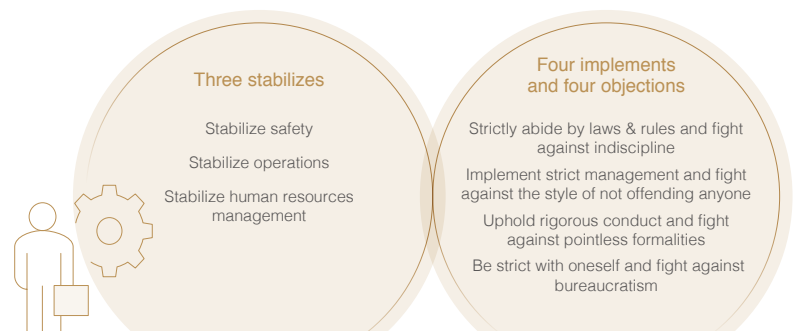 Three stabilizes
Stabilize safety
Stabilize operations
Stabilize human resources
management
Four implements
and four objections
Strictly abide by laws & rules and fight
against indiscipline
Implement strict management and fight
against the style of not offending anyone
Uphold rigorous conduct and fight
against pointless formalities
Be strict with oneself and fight against
bureaucratism